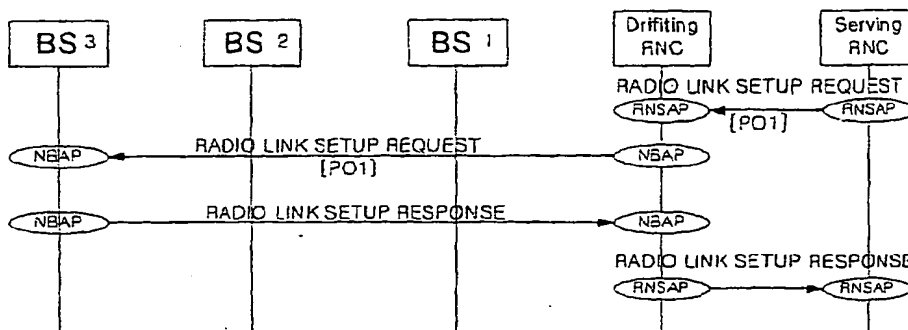 BS 3
BS 2
BS 1
Drifiting
RNC
Serving
RNC
RADIO LINK SETUP REQUEST
RNSAP
RNSAP
[PO1]
RADIO LINK SETUP REQUEST
NBAP
NBAP
[PO1]
RADIO LINK SETUP RESPONSE
NBAP
NBAP
RADIO LINK SETUP RESPONSE
RNSAP
RNSAP